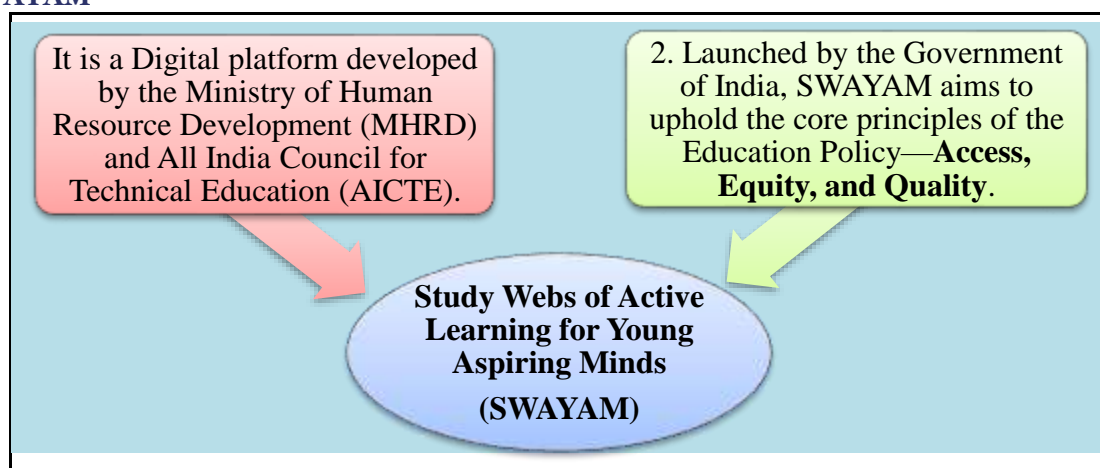 It is a Digital platform developed
by the Ministry of Human
Resource Development (MHRD)
and All India Council for
Technical Education (AICTE).
2. Launched by the Government
of India, SWAYAM aims to
uphold the core principles of the
Education Policy—Access,
Equity, and Quality.
Study Webs of Active
Learning for Young
Aspiring Minds
(SWAYAM)